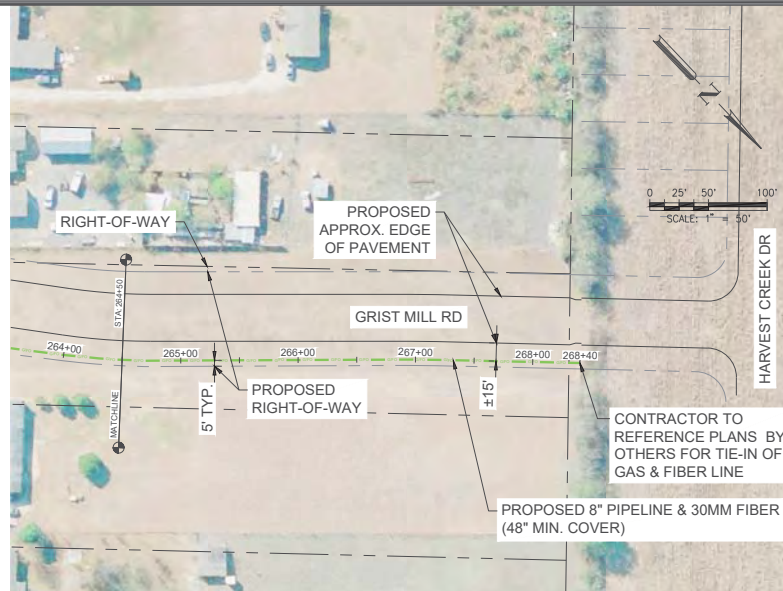 0 25' 50' 100'
SCALE: 1" = 50'
RIGHT-OF-WAY
PROPOSED
APPROX. EDGE
OF PAVEMENT
HARVEST CREEK DR
STA:264+50
GRIST MILL RD
264+00
265+00
266+00
267+00
268+00
268+40
MATCHLINE
5' TYP.
PROPOSED
RIGHT-OF-WAY
±15'
CONTRACTOR TO
REFERENCE PLANS BY
OTHERS FOR TIE-IN OF
GAS & FIBER LINE
PROPOSED 8" PIPELINE & 30MM FIBER
(48" MIN. COVER)